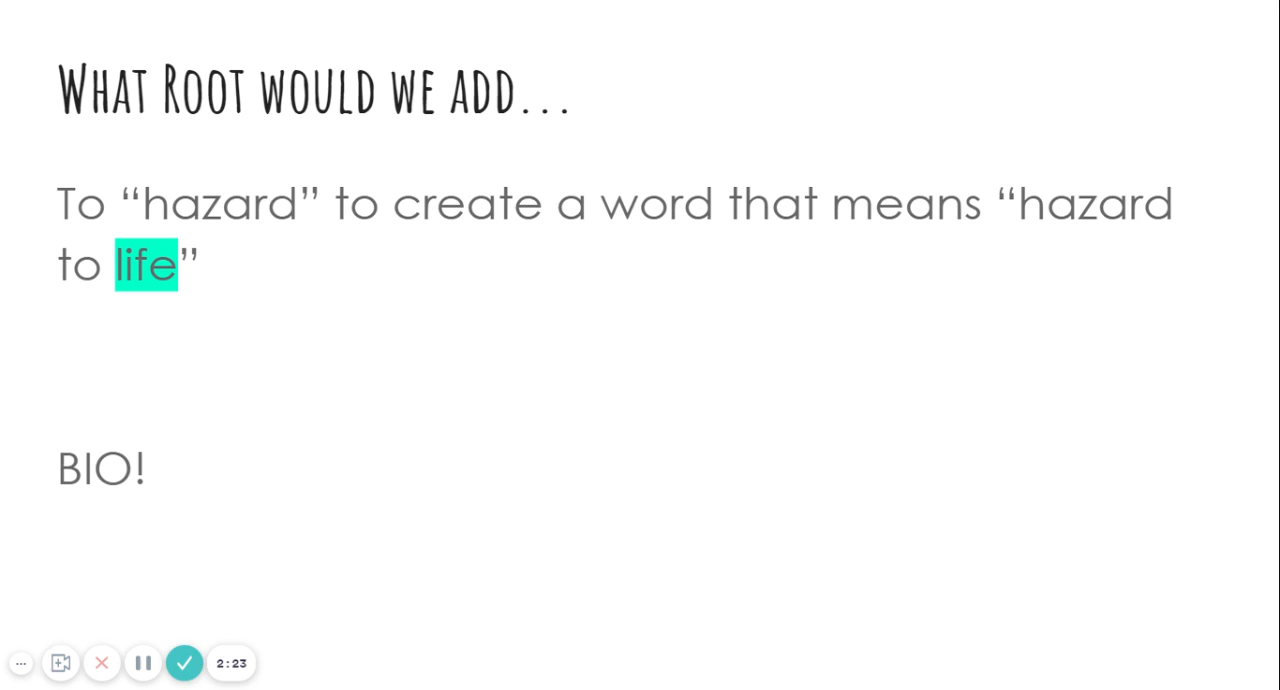 What Root would we add...
To “hazard” to create a word that means “hazard
to life”
BIO!
2:23